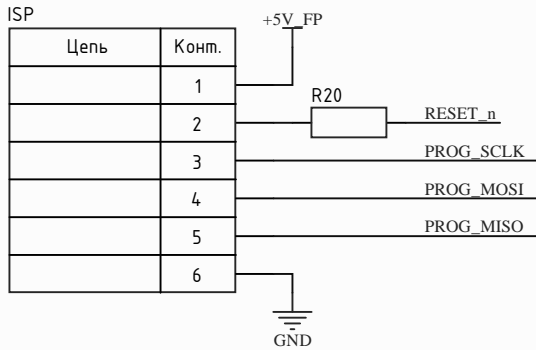 ISP
+5V_FP
Цепь Конт.
1
R20
2
RESET_n
3
PROG_SCLK
4
PROG_MOSI
5
PROG_MISO
6
GND